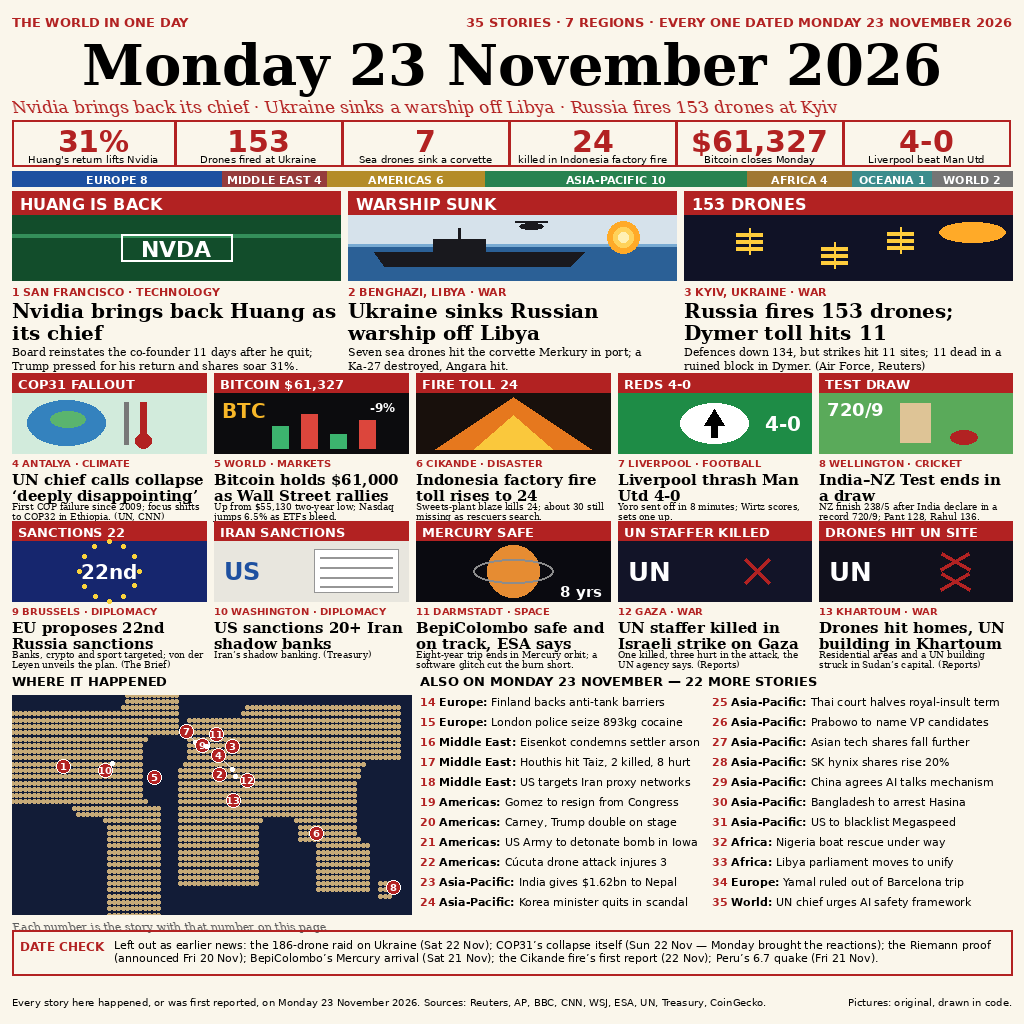 THE WORLD IN ONE DAY
35 STORIES · 7 REGIONS · EVERY ONE DATED MONDAY 23 NOVEMBER 2026
Monday 23 November 2026
Nvidia brings back its chief · Ukraine sinks a warship off Libya · Russia fires 153 drones at Kyiv
31%
Huang's return lifts Nvidia
153
Drones fired at Ukraine
7
Sea drones sink a corvette
24
killed in Indonesia factory fire
$61,327
Bitcoin closes Monday
4-0
Liverpool beat Man Utd
EUROPE 8
MIDDLE EAST 4
AMERICAS 6
ASIA-PACIFIC 10
AFRICA 4
OCEANIA 1
WORLD 2
HUANG IS BACK
NVDA
1 SAN FRANCISCO · TECHNOLOGY
Nvidia brings back Huang as
its chief
Board reinstates the co-founder 11 days after he quit;
Trump pressed for his return and shares soar 31%.
WARSHIP SUNK
2 BENGHAZI, LIBYA · WAR
Ukraine sinks Russian
warship off Libya
Seven sea drones hit the corvette Merkury in port; a
Ka-27 destroyed, Angara hit.
153 DRONES
3 KYIV, UKRAINE · WAR
Russia fires 153 drones;
Dymer toll hits 11
Defences down 134, but strikes hit 11 sites; 11 dead in a
ruined block in Dymer. (Air Force, Reuters)
COP31 FALLOUT
4 ANTALYA · CLIMATE
UN chief calls collapse
‘deeply disappointing’
First COP failure since 2009; focus shifts
to COP32 in Ethiopia. (UN, CNN)
BITCOIN $61,327
BTC
-9%
5 WORLD · MARKETS
Bitcoin holds $61,000
as Wall Street rallies
Up from $55,130 two-year low; Nasdaq
jumps 6.5% as ETFs bleed.
FIRE TOLL 24
6 CIKANDE · DISASTER
Indonesia factory fire
toll rises to 24
Sweets-plant blaze kills 24; about 30 still
missing as rescuers search.
REDS 4-0
4-0
7 LIVERPOOL · FOOTBALL
Liverpool thrash Man
Utd 4-0
Yoro sent off in 8 minutes; Wirtz scores,
sets one up.
TEST DRAW
720/9
8 WELLINGTON · CRICKET
India–NZ Test ends in
a draw
NZ finish 238/5 after India declare in a
record 720/9; Pant 128, Rahul 136.
SANCTIONS 22
22nd
9 BRUSSELS · DIPLOMACY
EU proposes 22nd
Russia sanctions
Banks, crypto and sport targeted; von der
Leyen unveils the plan. (The Brief)
IRAN SANCTIONS
US
10 WASHINGTON · DIPLOMACY
US sanctions 20+ Iran
shadow banks
Iran’s shadow banking. (Treasury)
MERCURY SAFE
8 yrs
11 DARMSTADT · SPACE
BepiColombo safe and
on track, ESA says
Eight-year trip ends in Mercury orbit; a
software glitch cut the burn short.
UN STAFFER KILLED
UN
12 GAZA · WAR
UN staffer killed in
Israeli strike on Gaza
One killed, three hurt in the attack, the
UN agency says. (Reports)
DRONES HIT UN SITE
UN
13 KHARTOUM · WAR
Drones hit homes, UN
building in Khartoum
Residential areas and a UN building
struck in Sudan’s capital. (Reports)
WHERE IT HAPPENED
7
11
9
3
4
1
10
5
2
12
13
6
8
Each number is the story with that number on this page.
ALSO ON MONDAY 23 NOVEMBER — 22 MORE STORIES
14 Europe: Finland backs anti-tank barriers
15 Europe: London police seize 893kg cocaine
16 Middle East: Eisenkot condemns settler arson
17 Middle East: Houthis hit Taiz, 2 killed, 8 hurt
18 Middle East: US targets Iran proxy networks
19 Americas: Gomez to resign from Congress
20 Americas: Carney, Trump double on stage
21 Americas: US Army to detonate bomb in Iowa
22 Americas: Cúcuta drone attack injures 3
23 Asia-Pacific: India gives $1.62bn to Nepal
24 Asia-Pacific: Korea minister quits in scandal
25 Asia-Pacific: Thai court halves royal-insult term
26 Asia-Pacific: Prabowo to name VP candidates
27 Asia-Pacific: Asian tech shares fall further
28 Asia-Pacific: SK hynix shares rise 20%
29 Asia-Pacific: China agrees AI talks mechanism
30 Asia-Pacific: Bangladesh to arrest Hasina
31 Asia-Pacific: US to blacklist Megaspeed
32 Africa: Nigeria boat rescue under way
33 Africa: Libya parliament moves to unify
34 Europe: Yamal ruled out of Barcelona trip
35 World: UN chief urges AI safety framework
DATE CHECK
Left out as earlier news: the 186-drone raid on Ukraine (Sat 22 Nov); COP31’s collapse itself (Sun 22 Nov — Monday brought the reactions); the Riemann proof
(announced Fri 20 Nov); BepiColombo’s Mercury arrival (Sat 21 Nov); the Cikande fire’s first report (22 Nov); Peru’s 6.7 quake (Fri 21 Nov).
Every story here happened, or was first reported, on Monday 23 November 2026. Sources: Reuters, AP, BBC, CNN, WSJ, ESA, UN, Treasury, CoinGecko.
Pictures: original, drawn in code.